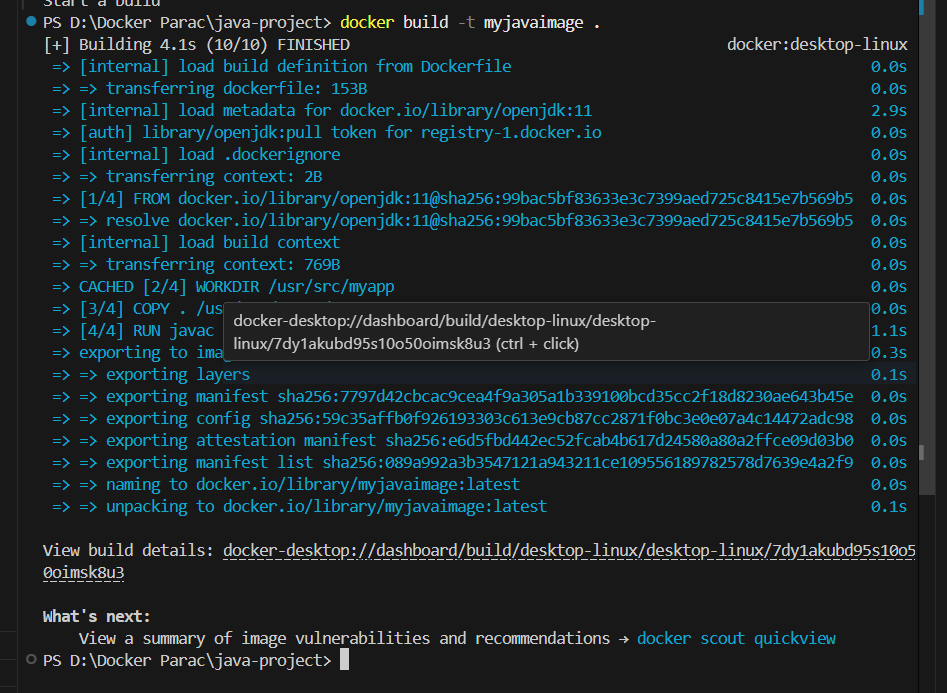 Start a build
PS D:\Docker Parac\java-project> docker build -t myjavaimage .
[+] Building 4.1s (10/10) FINISHED docker:desktop-linux
=> [internal] load build definition from Dockerfile 0.0s
=> => transferring dockerfile: 153B 0.0s
=> [internal] load metadata for docker.io/library/openjdk:11 2.9s
=> [auth] library/openjdk:pull token for registry-1.docker.io 0.0s
=> [internal] load .dockerignore 0.0s
=> => transferring context: 2B 0.0s
=> [1/4] FROM docker.io/library/openjdk:11@sha256:99bac5bf83633e3c7399aed725c8415e7b569b5 0.0s
=> => resolve docker.io/library/openjdk:11@sha256:99bac5bf83633e3c7399aed725c8415e7b569b5 0.0s
=> [internal] load build context 0.0s
=> => transferring context: 769B 0.0s
=> CACHED [2/4] WORKDIR /usr/src/myapp 0.0s
=> [3/4] COPY . /us 0.0s
docker-desktop://dashboard/build/desktop-linux/desktop-
linux/7dy1akubd95s10o50oimsk8u3 (ctrl + click)
=> [4/4] RUN javac 1.1s
=> exporting to ima 0.3s
=> => exporting layers 0.1s
=> => exporting manifest sha256:7797d42cbcac9cea4f9a305a1b339100bcd35cc2f18d8230ae643b45e 0.0s
=> => exporting config sha256:59c35affb0f926193303c613e9cb87cc2871f0bc3e0e07a4c14472adc98 0.0s
=> => exporting attestation manifest sha256:e6d5fbd442ec52fcab4b617d24580a80a2ffce09d03b0 0.0s
=> => exporting manifest list sha256:089a992a3b3547121a943211ce109556189782578d7639e4a2f9 0.0s
=> => naming to docker.io/library/myjavaimage:latest 0.0s
=> => unpacking to docker.io/library/myjavaimage:latest 0.1s
View build details: docker-desktop://dashboard/build/desktop-linux/desktop-linux/7dy1akubd95s10o5
0oimsk8u3
What's next:
View a summary of image vulnerabilities and recommendations → docker scout quickview
PS D:\Docker Parac\java-project>